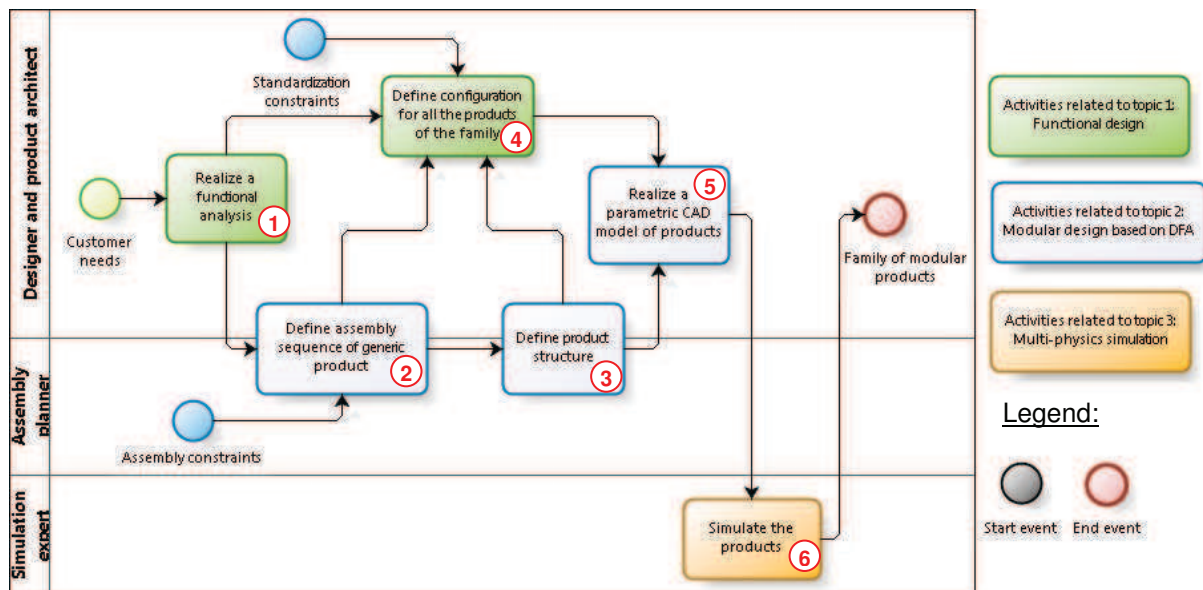 Designer and product architect
Standardization
constraints
Define configuration
for all the products
of the family
4
Realize a
functional
analysis
1
Customer
needs
5
Realize a
parametric CAD
model of products
Family of modular
products
Define assembly
sequence of generic
product
2
Define product
structure
3
Assembly
planner
Assembly constraints
Simulation
expert
Simulate the
products
6
Activities related to topic 1:
Functional design
Activities related to topic 2:
Modular design based on DFA
Activities related to topic 3:
Multi-physics simulation
Legend:
Start event
End event